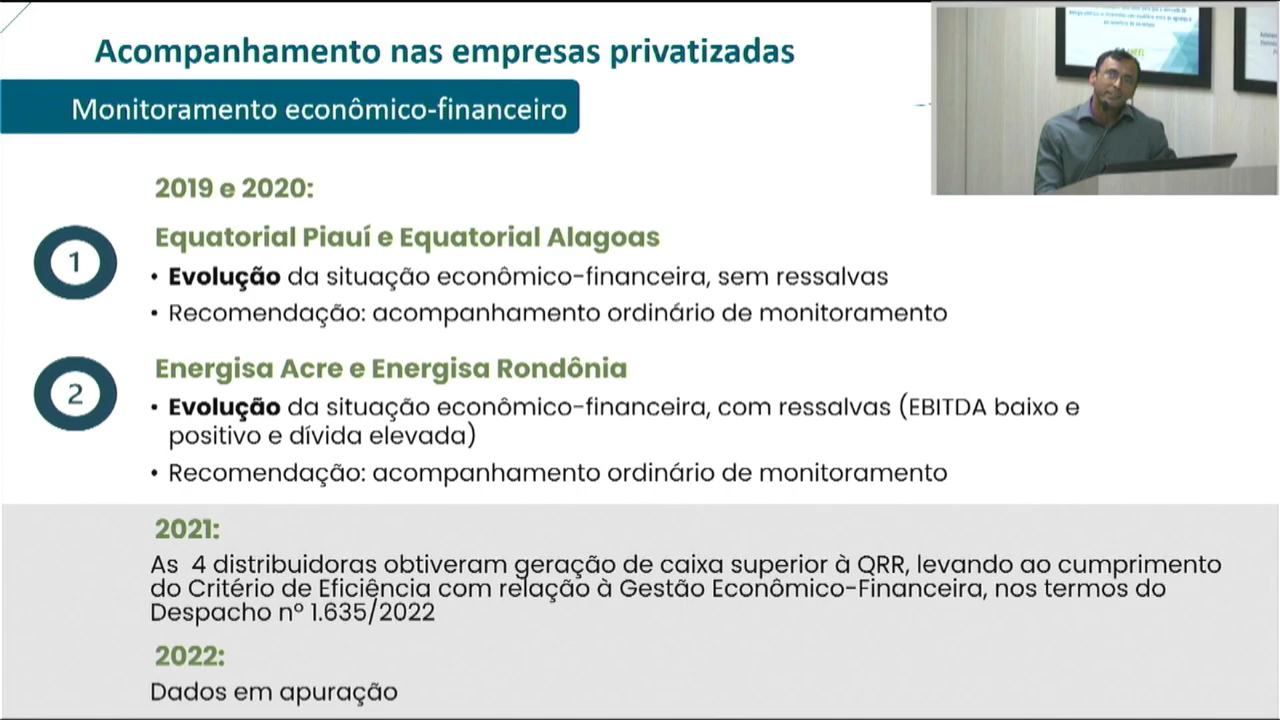 Acompanhamento nas empresas privatizadas
Monitoramento econômico-financeiro
2019 e 2020:
1
Equatorial Piauí e Equatorial Alagoas
• Evolução da situação econômico-financeira, sem ressalvas
• Recomendação: acompanhamento ordinário de monitoramento
2
Energisa Acre e Energisa Rondônia
• Evolução da situação econômico-financeira, com ressalvas (EBITDA baixo e
positivo e dívida elevada)
• Recomendação: acompanhamento ordinário de monitoramento
2021:
As 4 distribuidoras obtiveram geração de caixa superior à QRR, levando ao cumprimento
do Critério de Eficiência com relação à Gestão Econômico-Financeira, nos termos do
Despacho nº 1.635/2022
2022:
Dados em apuração